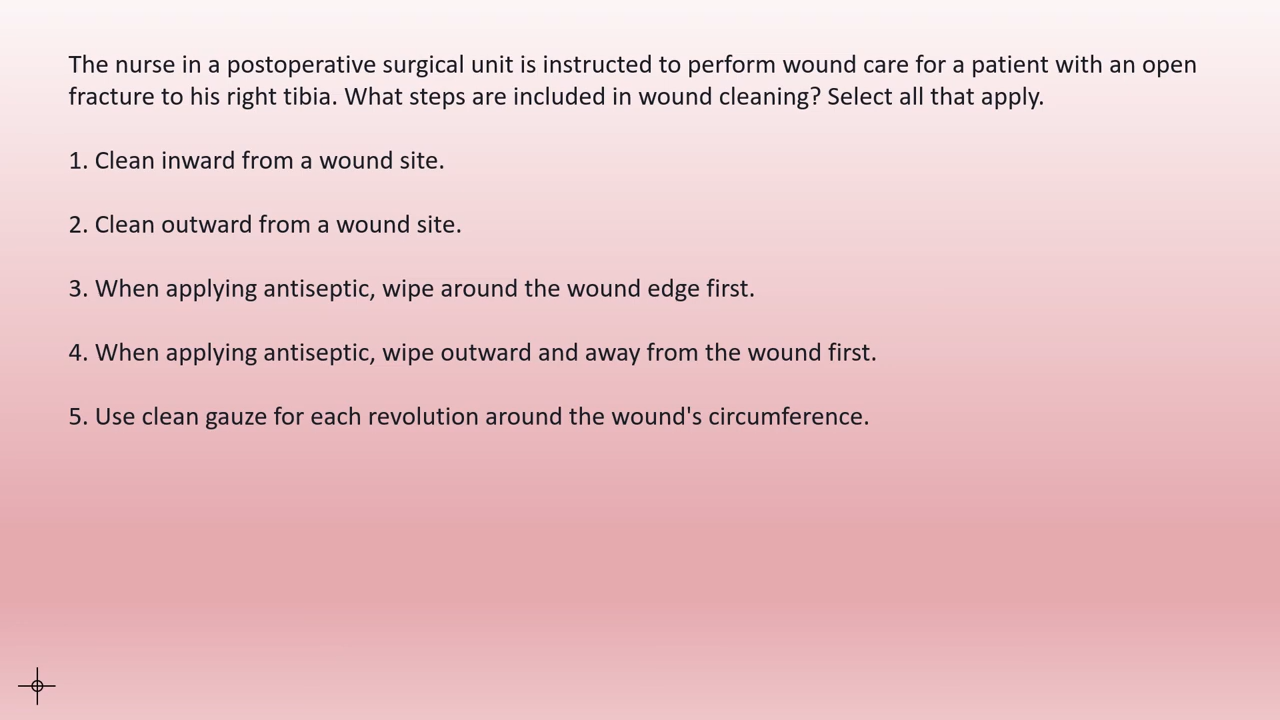 The nurse in a postoperative surgical unit is instructed to perform wound care for a patient with an open
fracture to his right tibia. What steps are included in wound cleaning? Select all that apply.
1. Clean inward from a wound site.
2. Clean outward from a wound site.
3. When applying antiseptic, wipe around the wound edge first.
4. When applying antiseptic, wipe outward and away from the wound first.
5. Use clean gauze for each revolution around the wound's circumference.